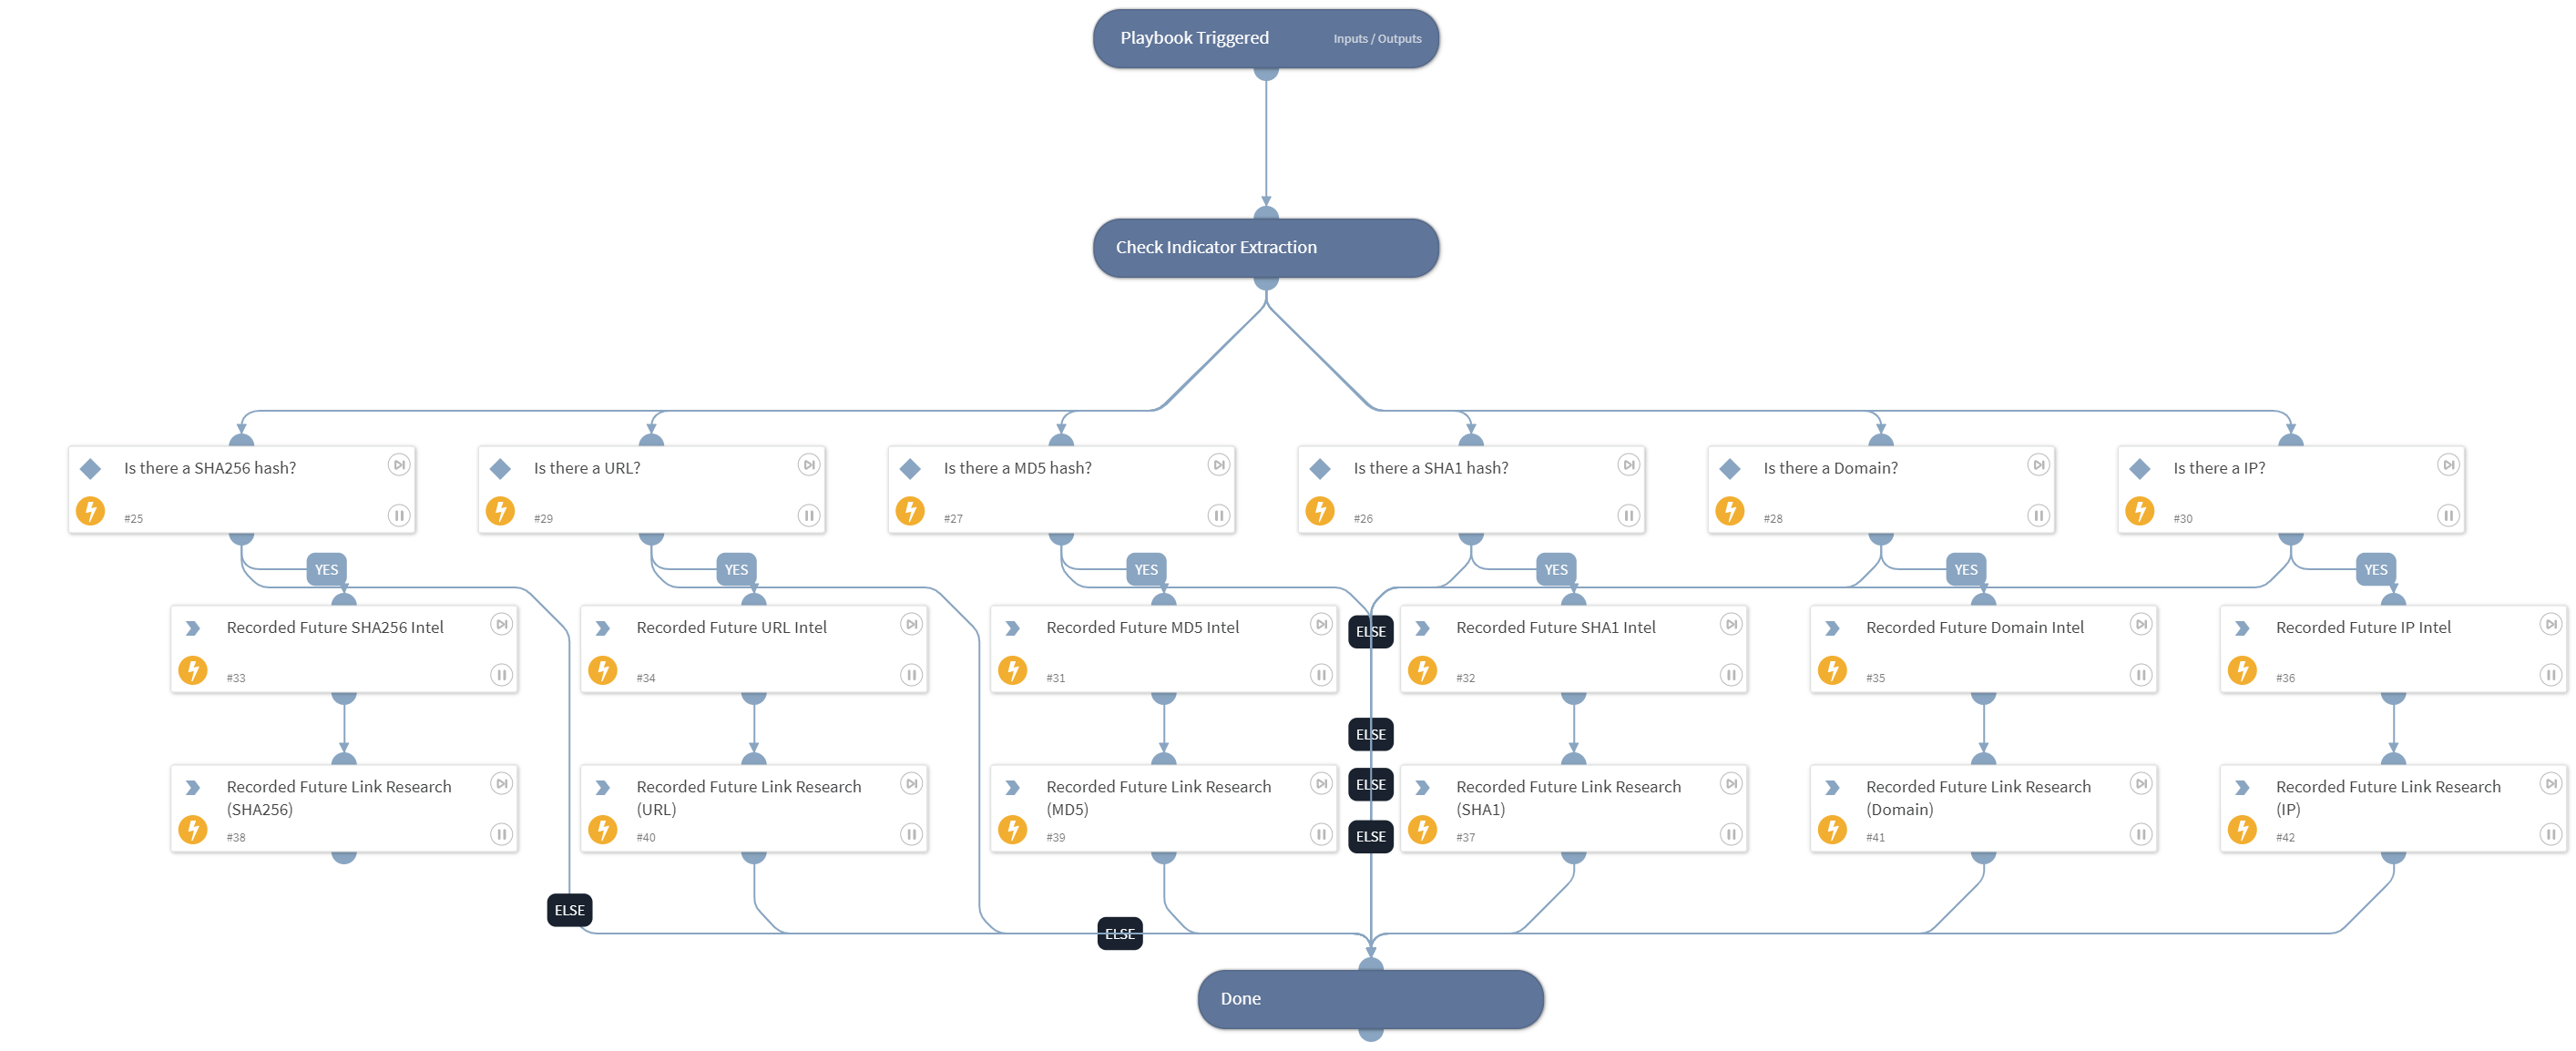 Playbook Triggered
Inputs / Outputs
Check Indicator Extraction
Is there a SHA256 hash?
#25
Is there a URL?
#29
Is there a MD5 hash?
#27
Is there a SHA1 hash?
#26
Is there a Domain?
#28
Is there a IP?
#30
YES
YES
YES
YES
YES
YES
Recorded Future SHA256 Intel
#33
Recorded Future URL Intel
#34
Recorded Future MD5 Intel
#31
ELSE
Recorded Future SHA1 Intel
#32
Recorded Future Domain Intel
#35
Recorded Future IP Intel
#36
ELSE
ELSE
ELSE
Recorded Future Link Research
(SHA256)
#38
Recorded Future Link Research
(URL)
#40
Recorded Future Link Research
(MD5)
#39
Recorded Future Link Research
(SHA1)
#37
Recorded Future Link Research
(Domain)
#41
Recorded Future Link Research
(IP)
#42
ELSE
ELSE
Done